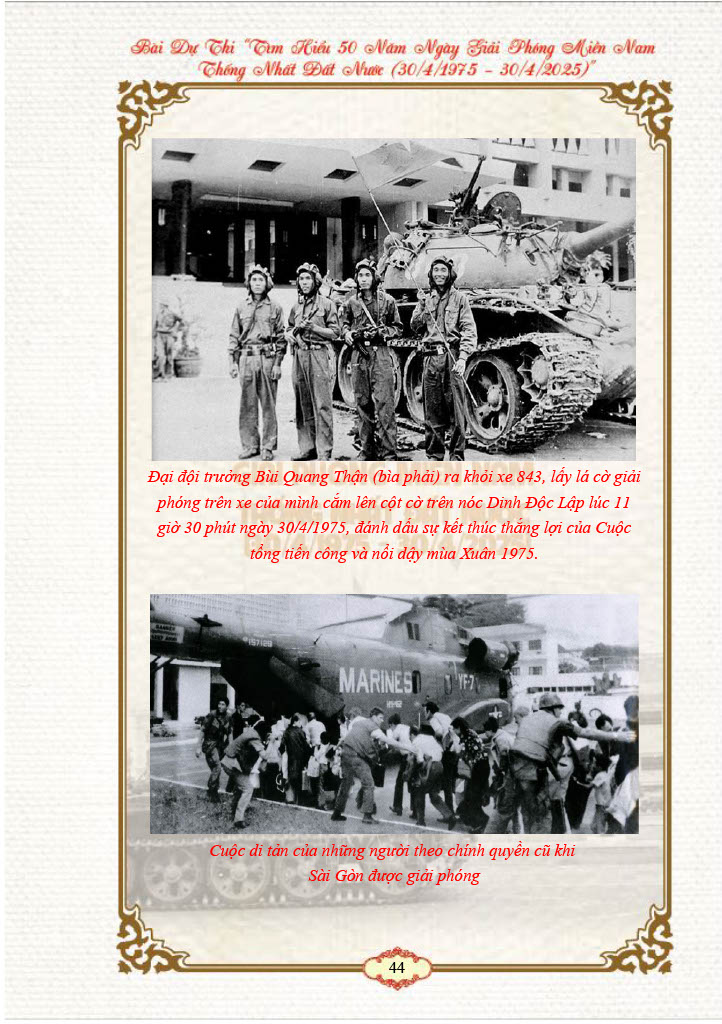 Bài Dự Thi “Tìm Hiểu 50 Năm Ngày Giải Phóng Miền Nam
Thống Nhất Đất Nước (30/4/1975 – 30/4/2025)”
Đại đội trưởng Bùi Quang Thận (bìa phải) ra khỏi xe 843, lấy lá cờ giải
phóng trên xe của mình cắm lên cột cờ trên nóc Dinh Độc Lập lúc 11
giờ 30 phút ngày 30/4/1975, đánh dấu sự kết thúc thắng lợi của Cuộc
tổng tiến công và nổi dậy mùa Xuân 1975.
157129
MARINES
YF-7
Cuộc di tản của những người theo chính quyền cũ khi
Sài Gòn được giải phóng
44